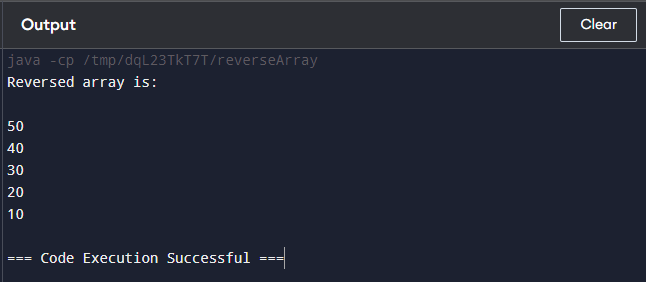 Output
Clear
java -cp /tmp/dqL23TkT7T/reverseArray
Reversed array is:
50
40
30
20
10
=== Code Execution Successful ===